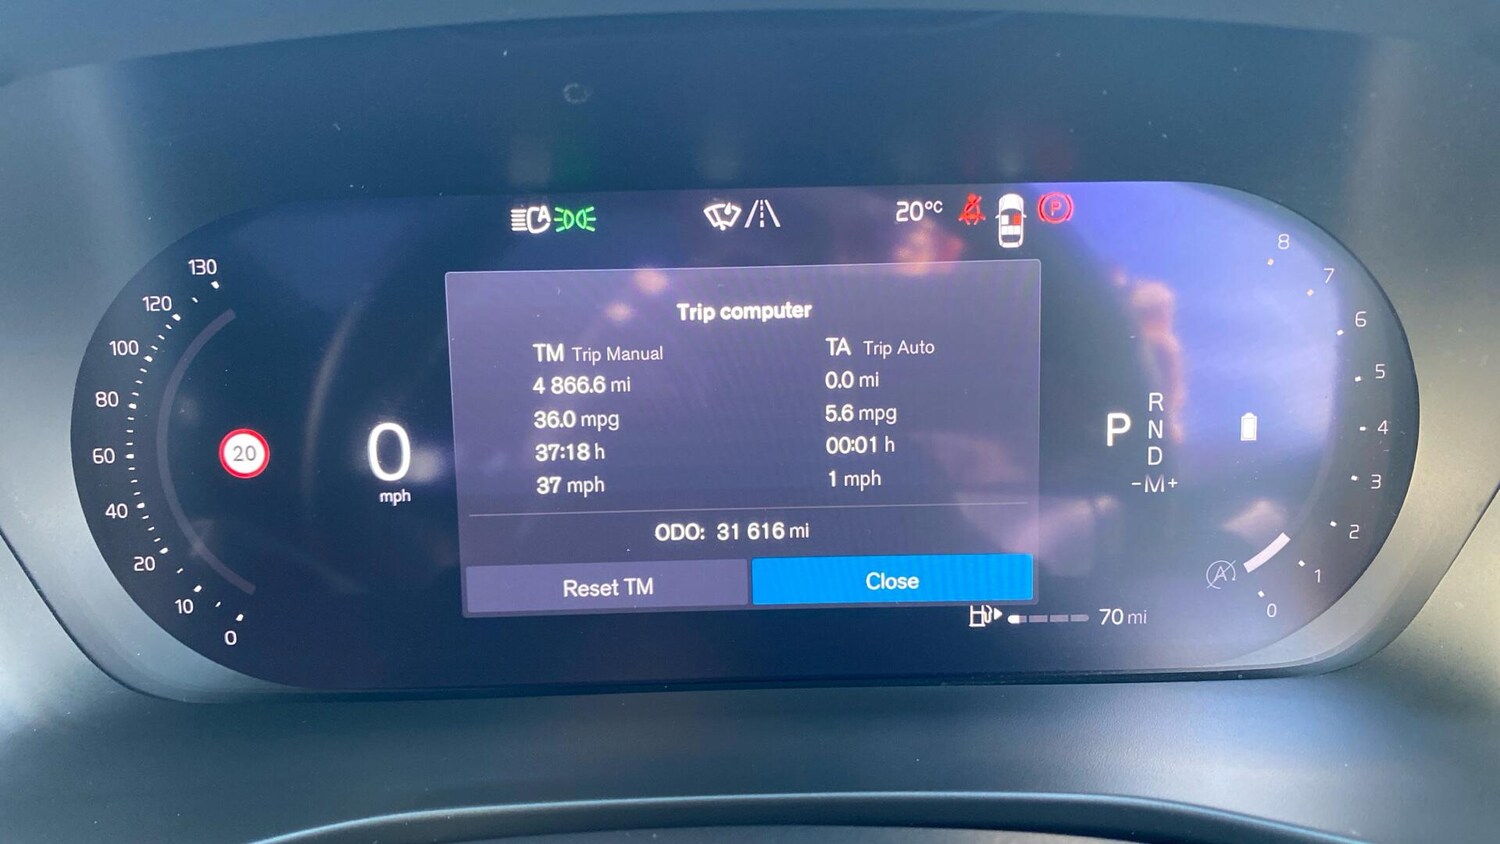 A
20°C
P
Trip computer
TM Trip Manual
4 866.6 mi
36.0 mpg
37:18 h
37 mph
TA Trip Auto
0.0 mi
5.6 mpg
00:01 h
1 mph
ODO: 31 616 mi
Reset TM
Close
130
120
100
80
60
40
20
10
0
20
0
mph
P
R
N
D
-M+
8
7
6
5
4
3
2
1
0
A
70 mi